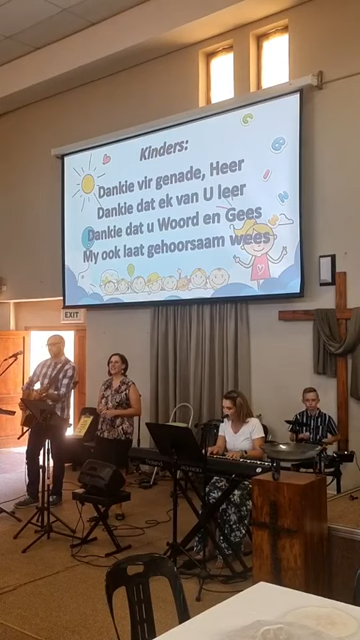 Kinders:
Dankie vir genade, Heer
Dankie dat ek van U leer
Dankie dat u Woord en Gees
My ook laat gehoorsaam wees
EXIT